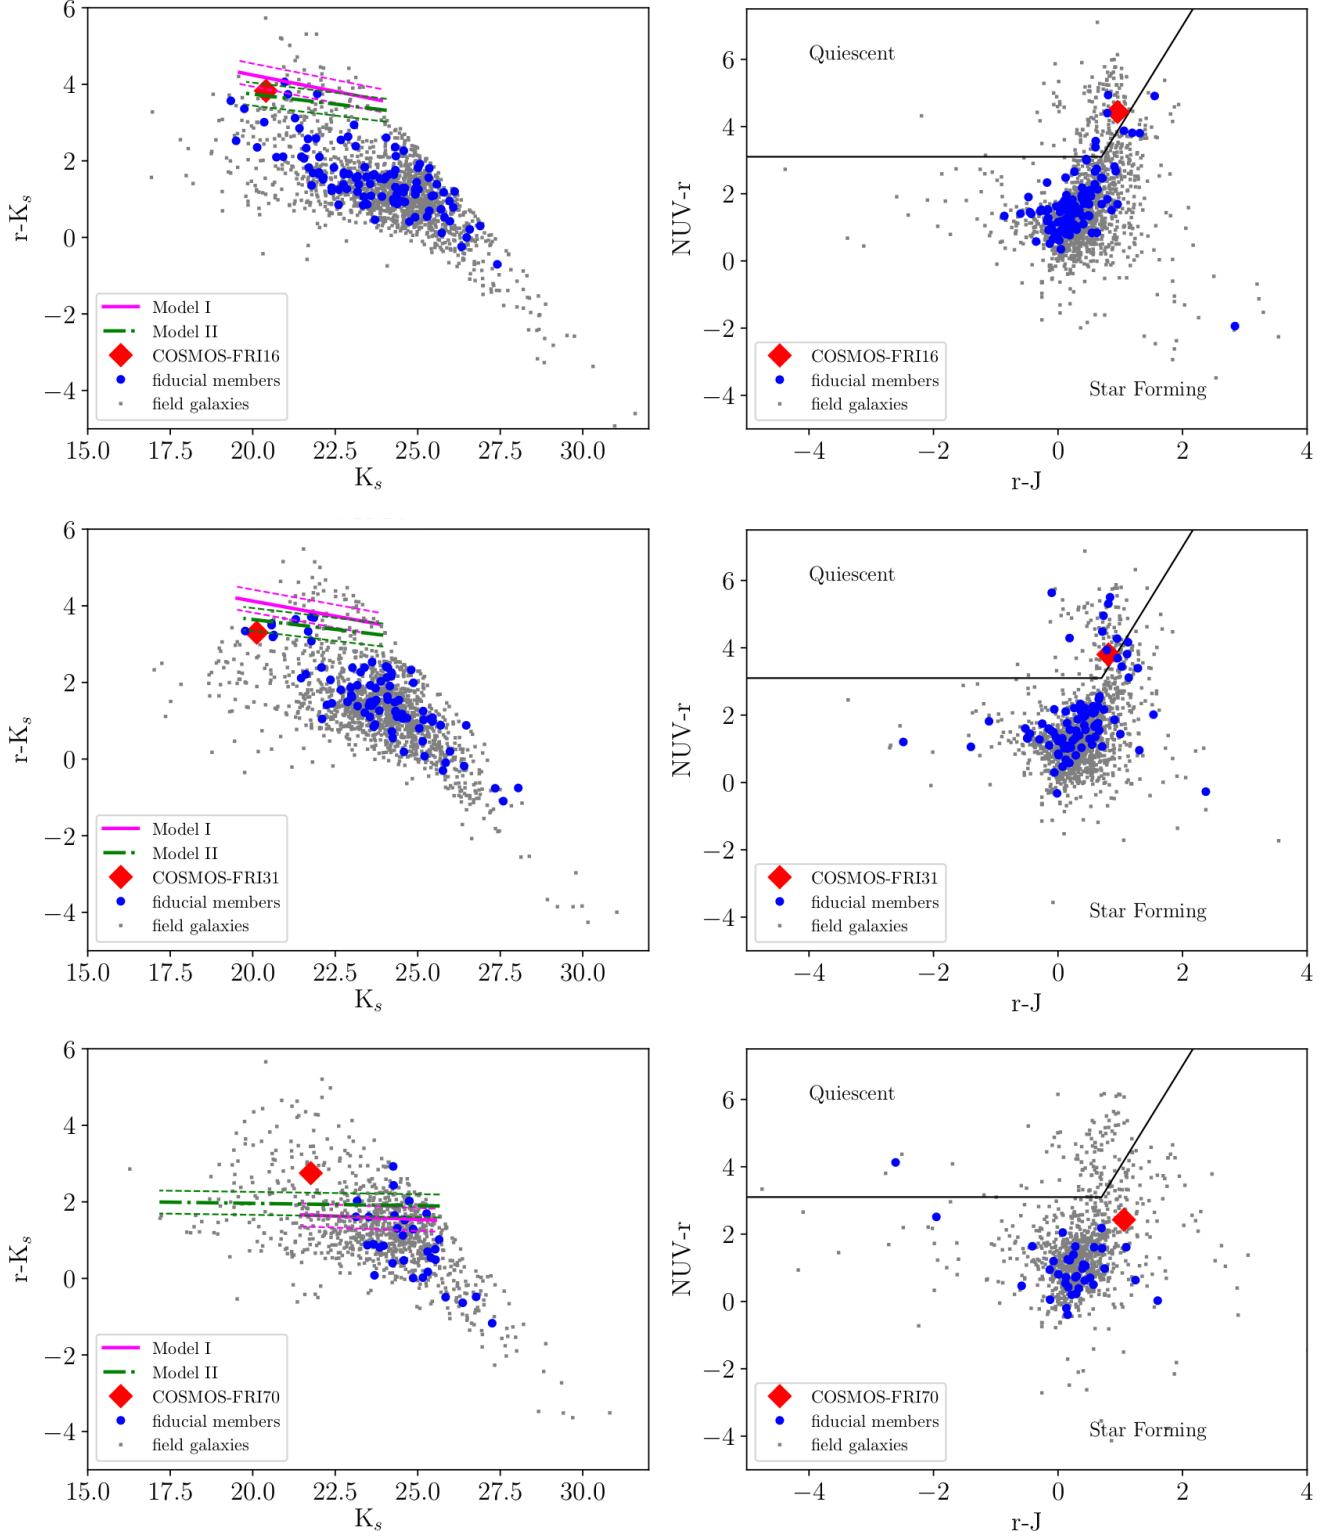 6
4
2
0
−2
−4
r-Ks
Model I
Model II
COSMOS-FRI16
fiducial members
field galaxies
15.0 17.5 20.0 22.5 25.0 27.5 30.0
Ks
6
4
2
0
−2
−4
NUV-r
Quiescent
Star Forming
COSMOS-FRI16
fiducial members
field galaxies
−4 −2 0 2 4
r-J
6
4
2
0
−2
−4
r-Ks
Model I
Model II
COSMOS-FRI31
fiducial members
field galaxies
15.0 17.5 20.0 22.5 25.0 27.5 30.0
Ks
6
4
2
0
−2
−4
NUV-r
Quiescent
Star Forming
COSMOS-FRI31
fiducial members
field galaxies
−4 −2 0 2 4
r-J
6
4
2
0
−2
−4
r-Ks
Model I
Model II
COSMOS-FRI70
fiducial members
field galaxies
15.0 17.5 20.0 22.5 25.0 27.5 30.0
Ks
6
4
2
0
−2
−4
NUV-r
Quiescent
Star Forming
COSMOS-FRI70
fiducial members
field galaxies
−4 −2 0 2 4
r-J